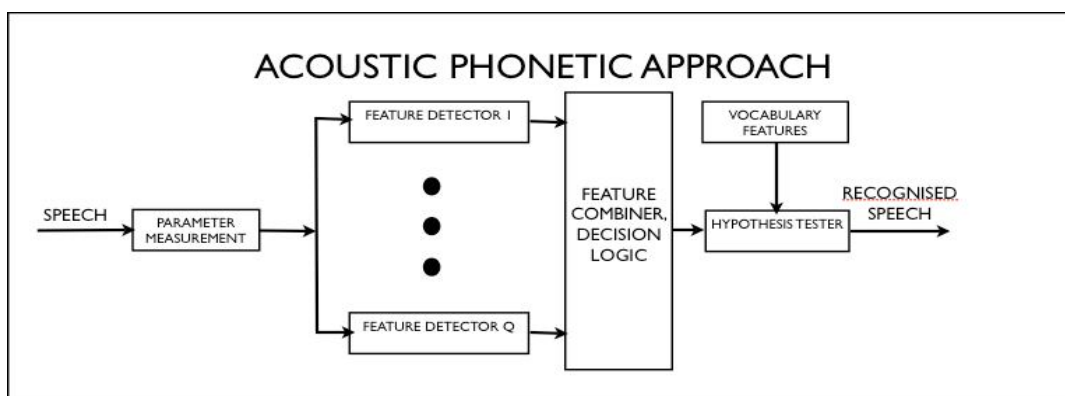 ACOUSTIC PHONETIC APPROACH
SPEECH
PARAMETER
MEASUREMENT
FEATURE DETECTOR 1
FEATURE DETECTOR Q
FEATURE
COMBINER,
DECISION
LOGIC
VOCABULARY
FEATURES
HYPOTHESIS TESTER
RECOGNISED
SPEECH